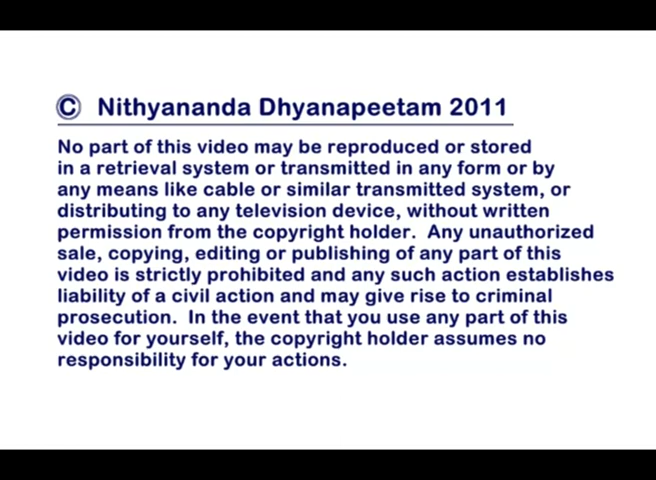 © Nithyananda Dhyanapeetam 2011
No part of this video may be reproduced or stored
in a retrieval system or transmitted in any form or by
any means like cable or similar transmitted system, or
distributing to any television device, without written
permission from the copyright holder. Any unauthorized
sale, copying, editing or publishing of any part of this
video is strictly prohibited and any such action establishes
liability of a civil action and may give rise to criminal
prosecution. In the event that you use any part of this
video for yourself, the copyright holder assumes no
responsibility for your actions.